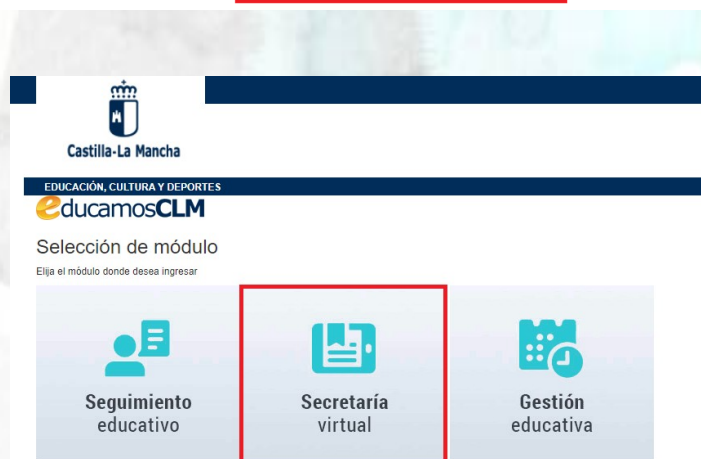 Castilla-La Mancha
EDUCACIÓN, CULTURA Y DEPORTES
educamosCLM
Selección de módulo
Elija el módulo donde desea ingresar
Seguimiento
educativo
Secretaría
virtual
Gestión
educativa